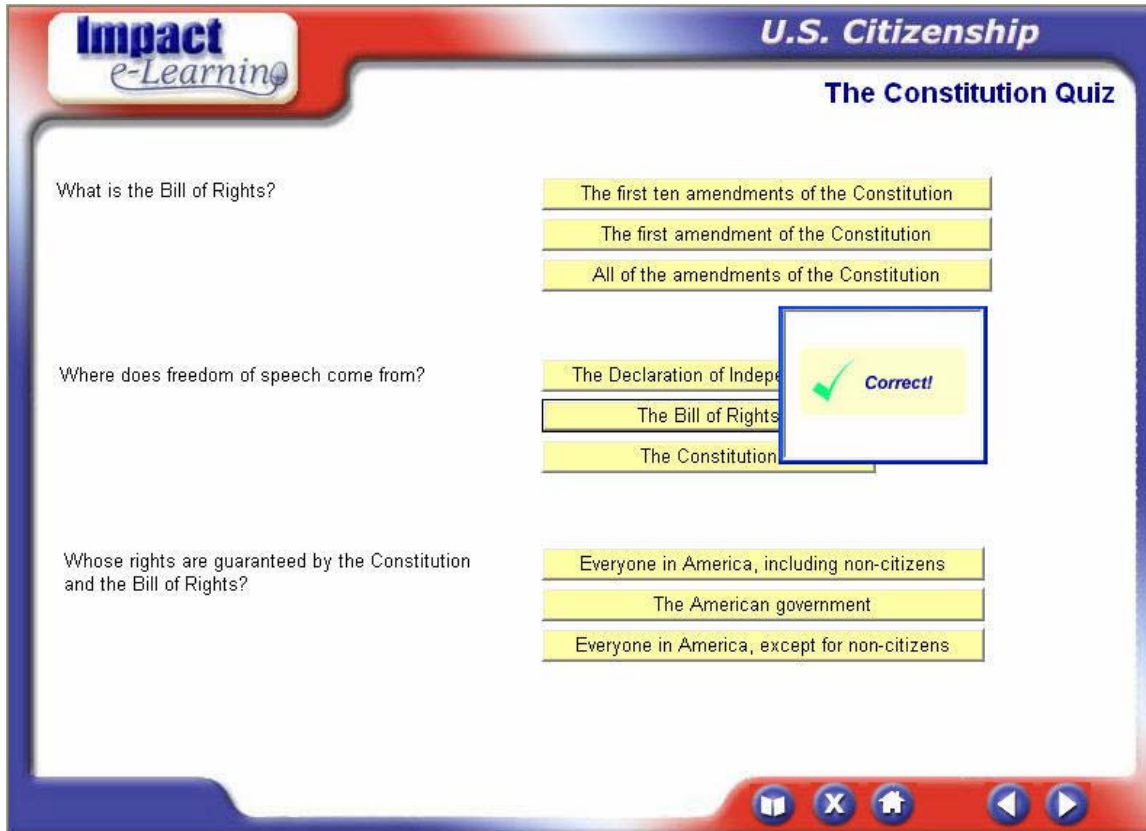 Impact
e-Learning
U.S. Citizenship
The Constitution Quiz
What is the Bill of Rights?
The first ten amendments of the Constitution
The first amendment of the Constitution
All of the amendments of the Constitution
Where does freedom of speech come from?
The Declaration of Indepe
The Bill of Rights
The Constitution
Correct!
Whose rights are guaranteed by the Constitution
and the Bill of Rights?
Everyone in America, including non-citizens
The American government
Everyone in America, except for non-citizens
X